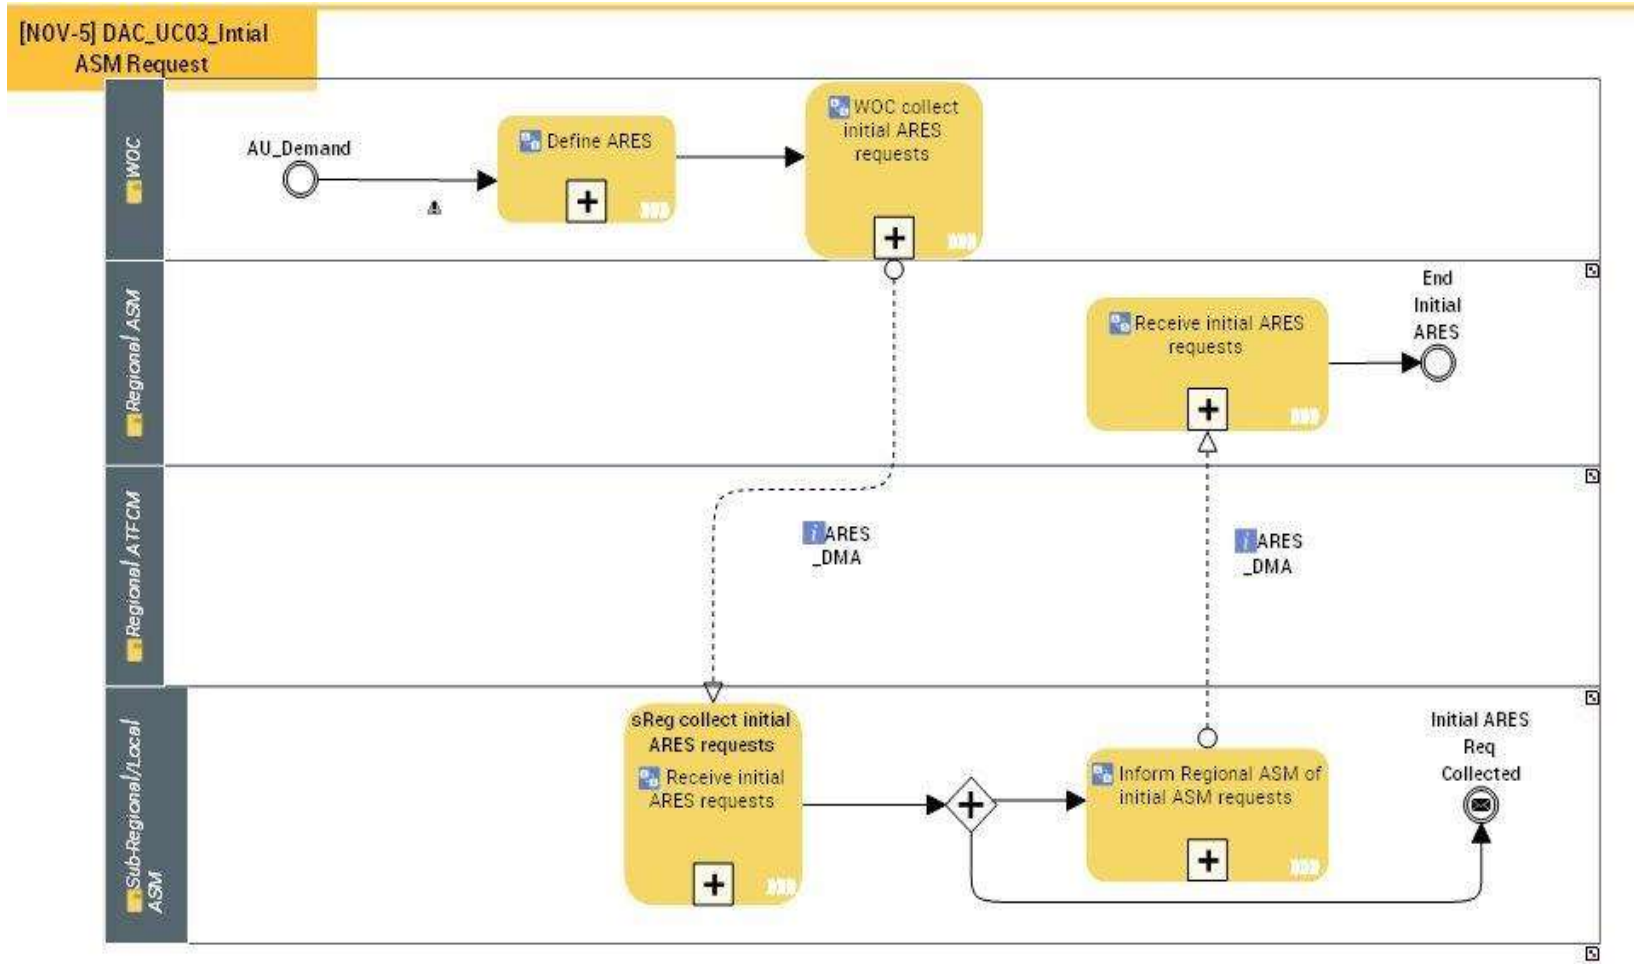 [NOV-5] DAC_UC03_Intial
ASM Request
WOC
AU_Demand
Define ARES
WOC collect
initial ARES
requests
Regional ASM
Receive initial ARES
requests
End
Initial
ARES
Regional ATFCM
ARES
_DMA
ARES
_DMA
Sub-Regional/Local
ASM
sReg collect initial
ARES requests
Receive initial
ARES requests
Inform Regional ASM of
initial ASM requests
Initial ARES
Req
Collected